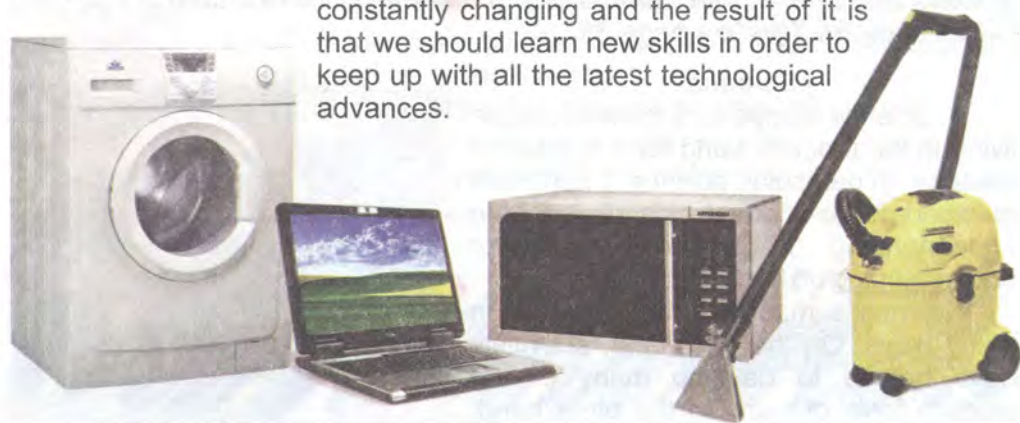 constantly changing and the result of it is
that we should learn new skills in order to
keep up with all the latest technological
advances.